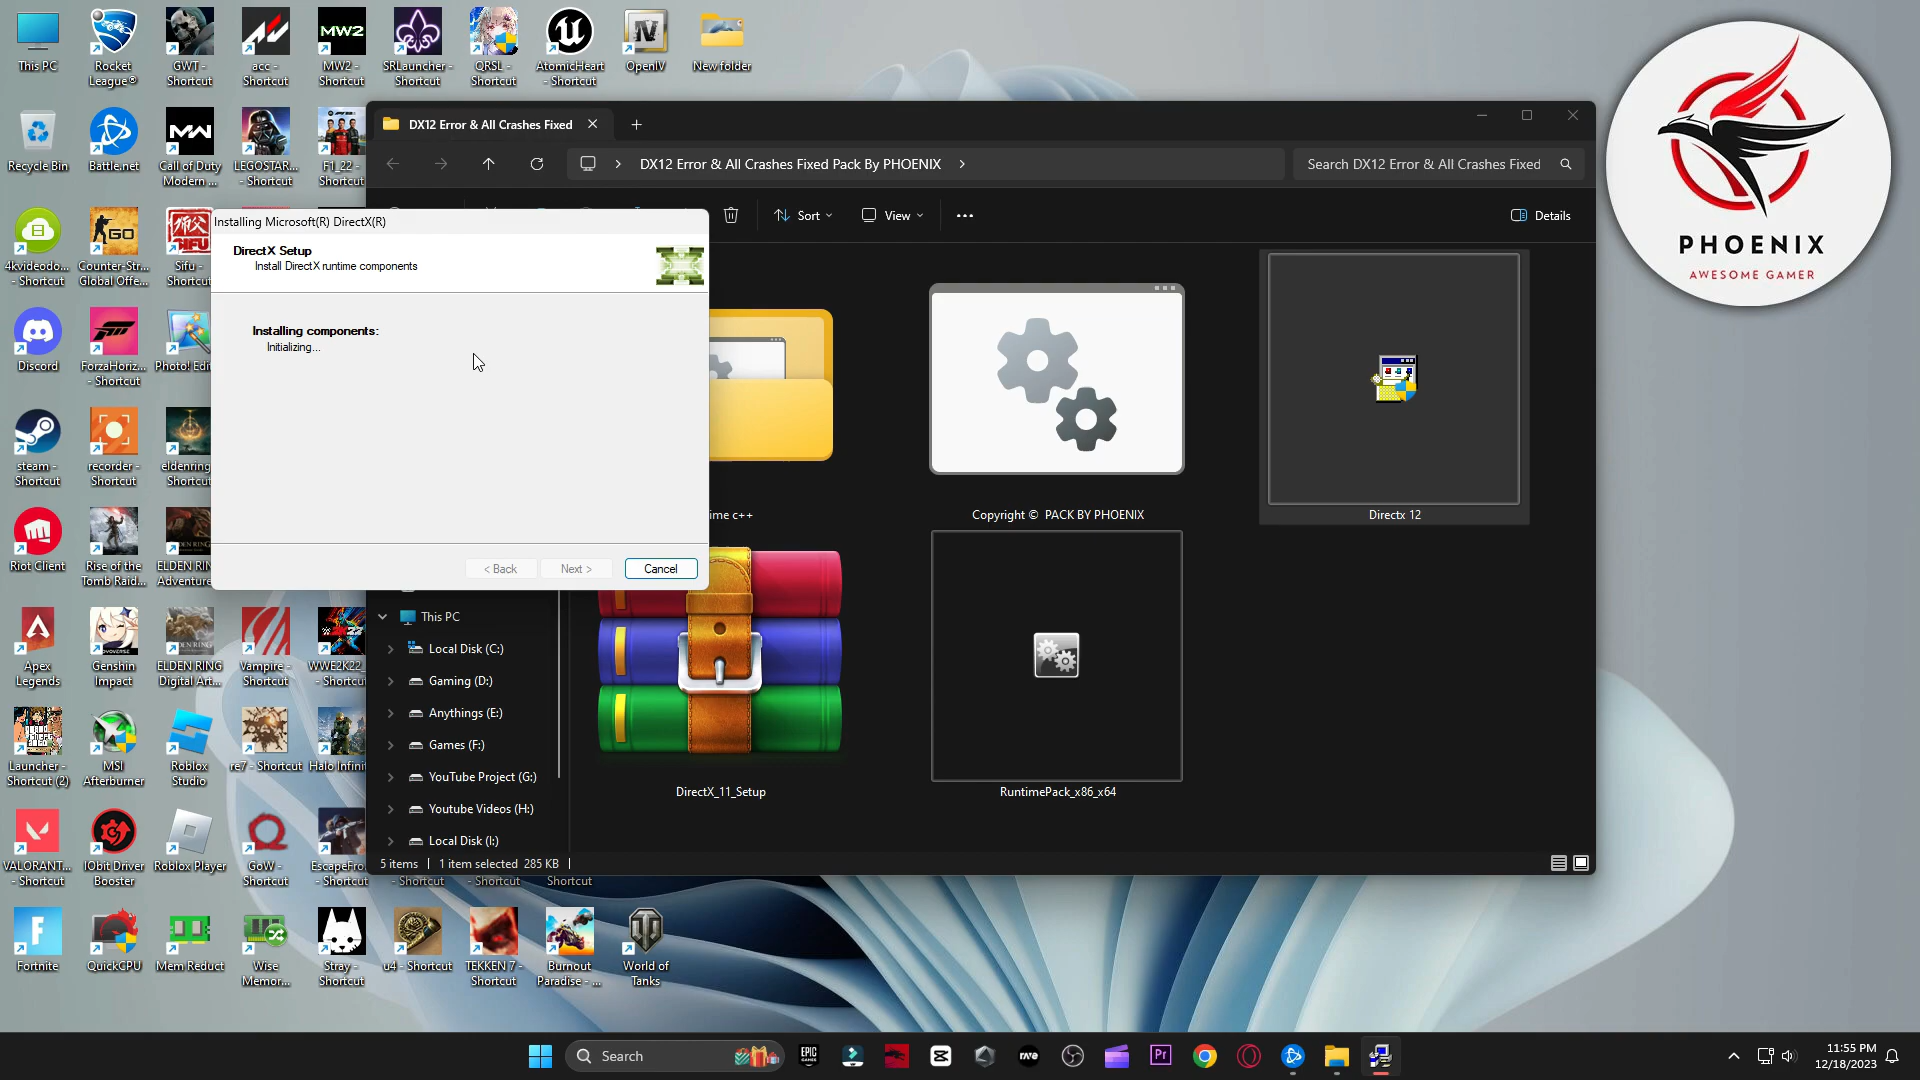 This PC
Rocket
League®
GWT -
Shortcut
acc -
Shortcut
MW2
MW2 -
Shortcut
SRLauncher -
Shortcut
QRSL -
Shortcut
AtomicHeart
- Shortcut
OpenIV
New folder
Recycle Bin
Battle.net
Call of Duty
Modern ...
LEGOSTAR...
- Shortcut
F1_22 -
Shortcut
DX12 Error & All Crashes Fixed
DX12 Error & All Crashes Fixed Pack By PHOENIX
Search DX12 Error & All Crashes Fixed
PHOENIX
AWESOME GAMER
Sort
View
Details
Installing Microsoft(R) DirectX(R)
DirectX Setup
Install DirectX runtime components
Installing components:
Initializing...
< Back
Next >
Cancel
4kvideodo...
- Shortcut
GO
Counter-Str...
Global Offe...
Sifu -
Shortcut
Discord
ForzaHoriz...
- Shortcut
Photo! Edi
steam -
Shortcut
recorder -
Shortcut
eldenring
Shortcut
Riot Client
Rise of the
Tomb Raid...
ELDEN RING
Adventure
ime c++
Copyright © PACK BY PHOENIX
Directx 12
DirectX_11_Setup
RuntimePack_x86_x64
This PC
Local Disk (C:)
Gaming (D:)
Anythings (E:)
Games (F:)
YouTube Project (G:)
Youtube Videos (H:)
Local Disk (I:)
5 items
1 item selected 285 KB
Apex
Legends
Genshin
Impact
ELDEN RING
Digital Art...
Vampire -
Shortcut
WWE2K22_
- Shortcu
Launcher -
Shortcut (2)
MSI
Afterburner
Roblox
Studio
re7 - Shortcut
Halo Infini
VALORANT...
- Shortcut
IObit Driver
Booster
Roblox Player
GoW -
Shortcut
EscapeFro
- Shortcut
- Shortcut
- Shortcut
Shortcut
Fortnite
QuickCPU
Mem Reduct
Wise
Memor...
Stray -
Shortcut
u4 - Shortcut
TEKKEN 7 -
Shortcut
Burnout
Paradise - ...
World of
Tanks
Search
11:55 PM
12/18/2023